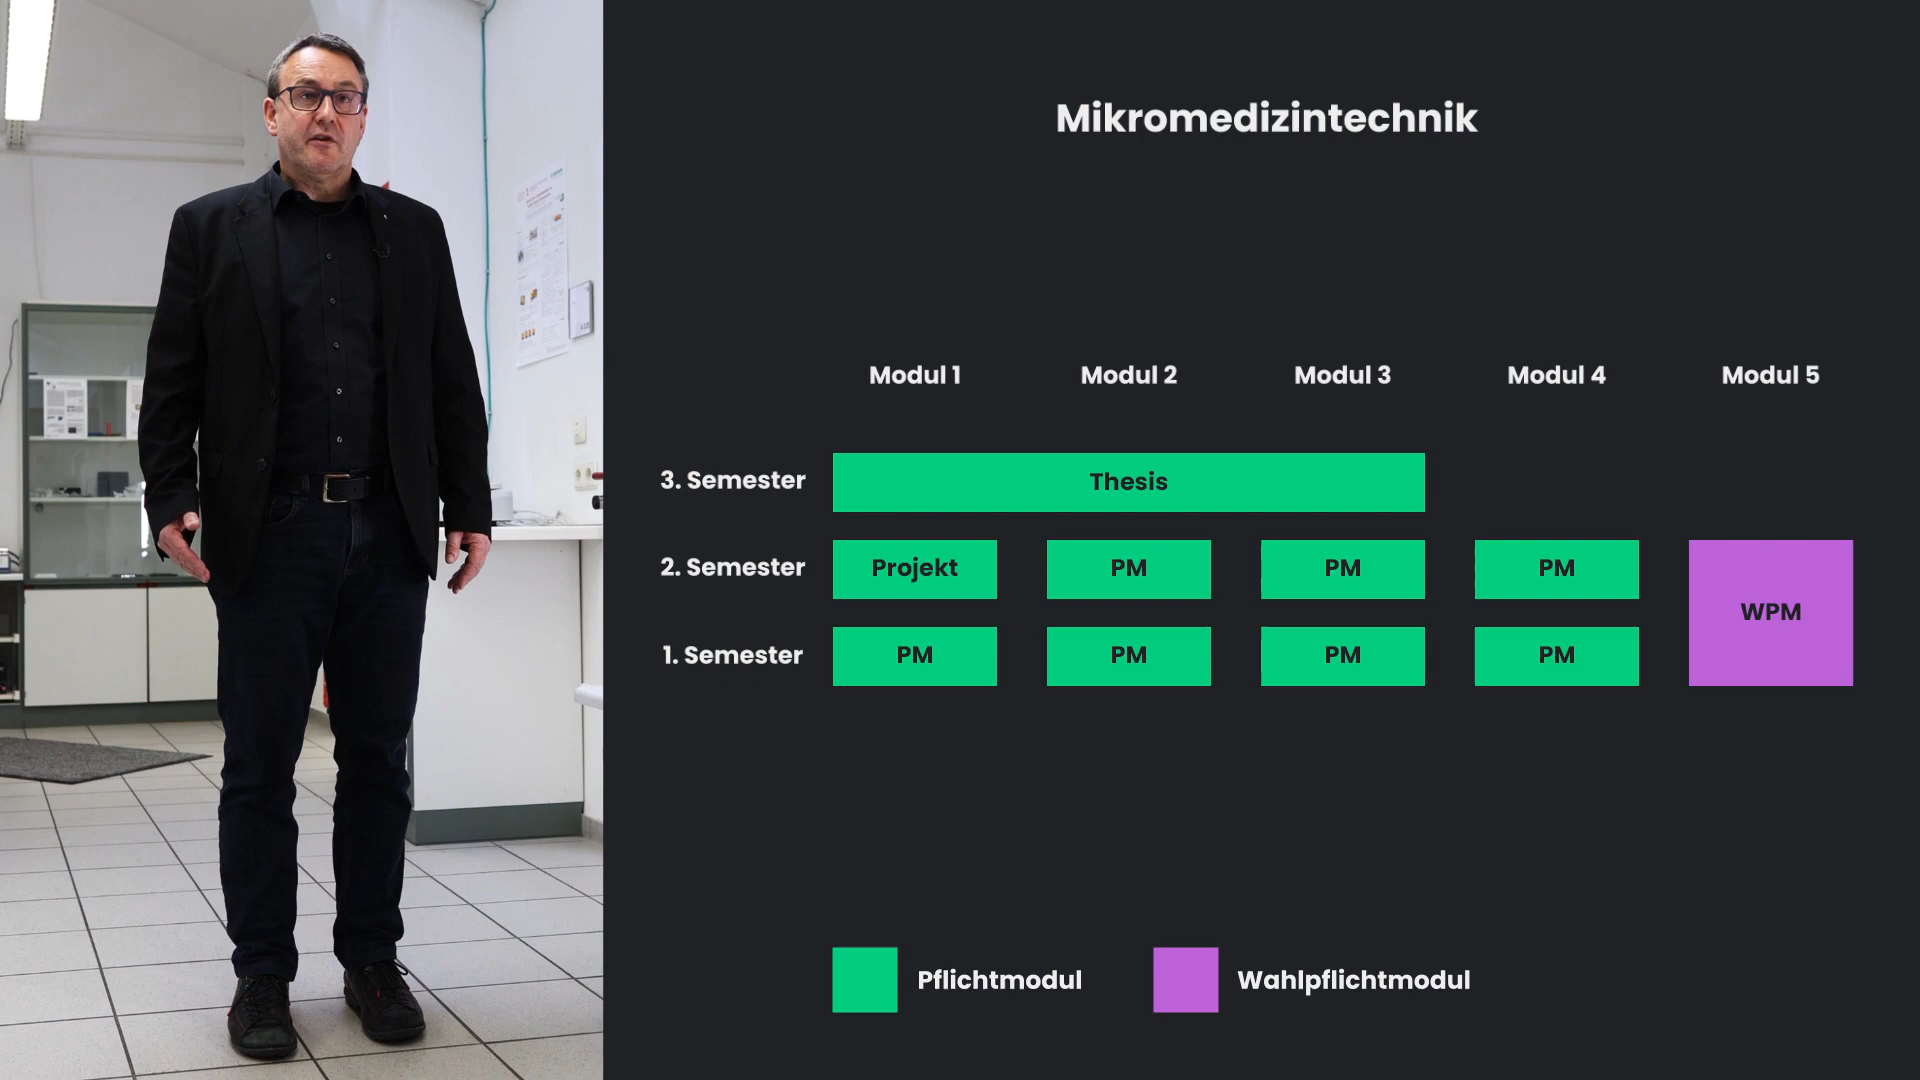 Mikromedizintechnik
Modul 1 Modul 2 Modul 3 Modul 4 Modul 5
3. Semester Thesis
2. Semester Projekt PM PM PM
WPM
1. Semester PM PM PM PM
Pflichtmodul Wahlpflichtmodul